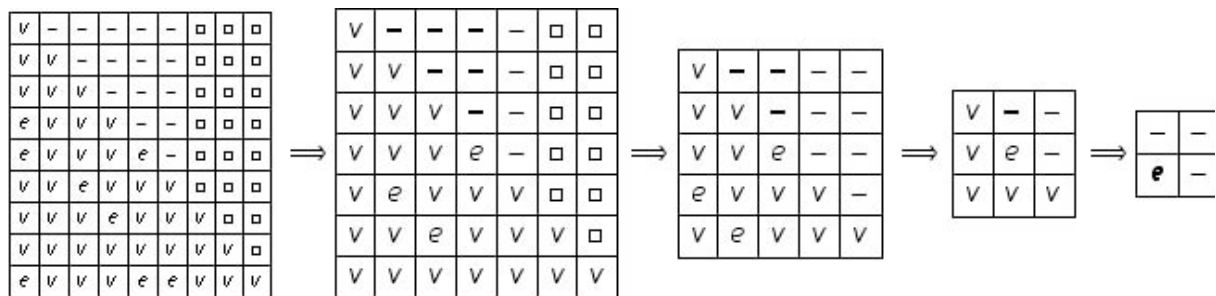 v – – – – – □ □ □
v v – – – – □ □ □
v v v – – – □ □ □
e v v v – – □ □ □
e v v v e – □ □ □
v v e v v v □ □ □
v v v e v v v □ □
v v v v v v v v □
e v v v e e v v v
⟹
v – – – – □ □
v v – – – □ □
v v v – – □ □
v v v e – □ □
v e v v v □ □
v v e v v v □
v v v v v v v
⟹
v – – – –
v v – – –
v v e – –
e v v v –
v e v v v
⟹
v – –
v e –
v v v
⟹
– –
e –